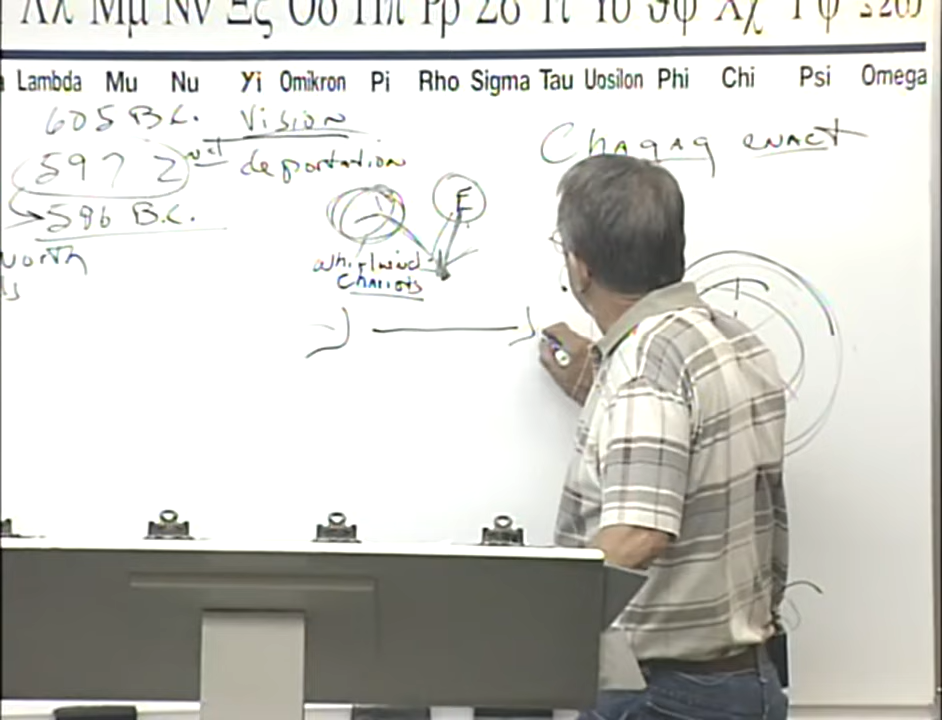 Λλ Μμ Νν Ξξ Οο Ππ Ρρ Σσ Ττ Υυ Φφ Χχ Ψψ Ωω
Lambda Mu Nu Yi Omikron Pi Rho Sigma Tau Uosilon Phi Chi Psi Omega
605 B.C. Vision
597 2nd deportation
586 B.C.
north
E
whirlwind
Chariots
Chaqaq enact